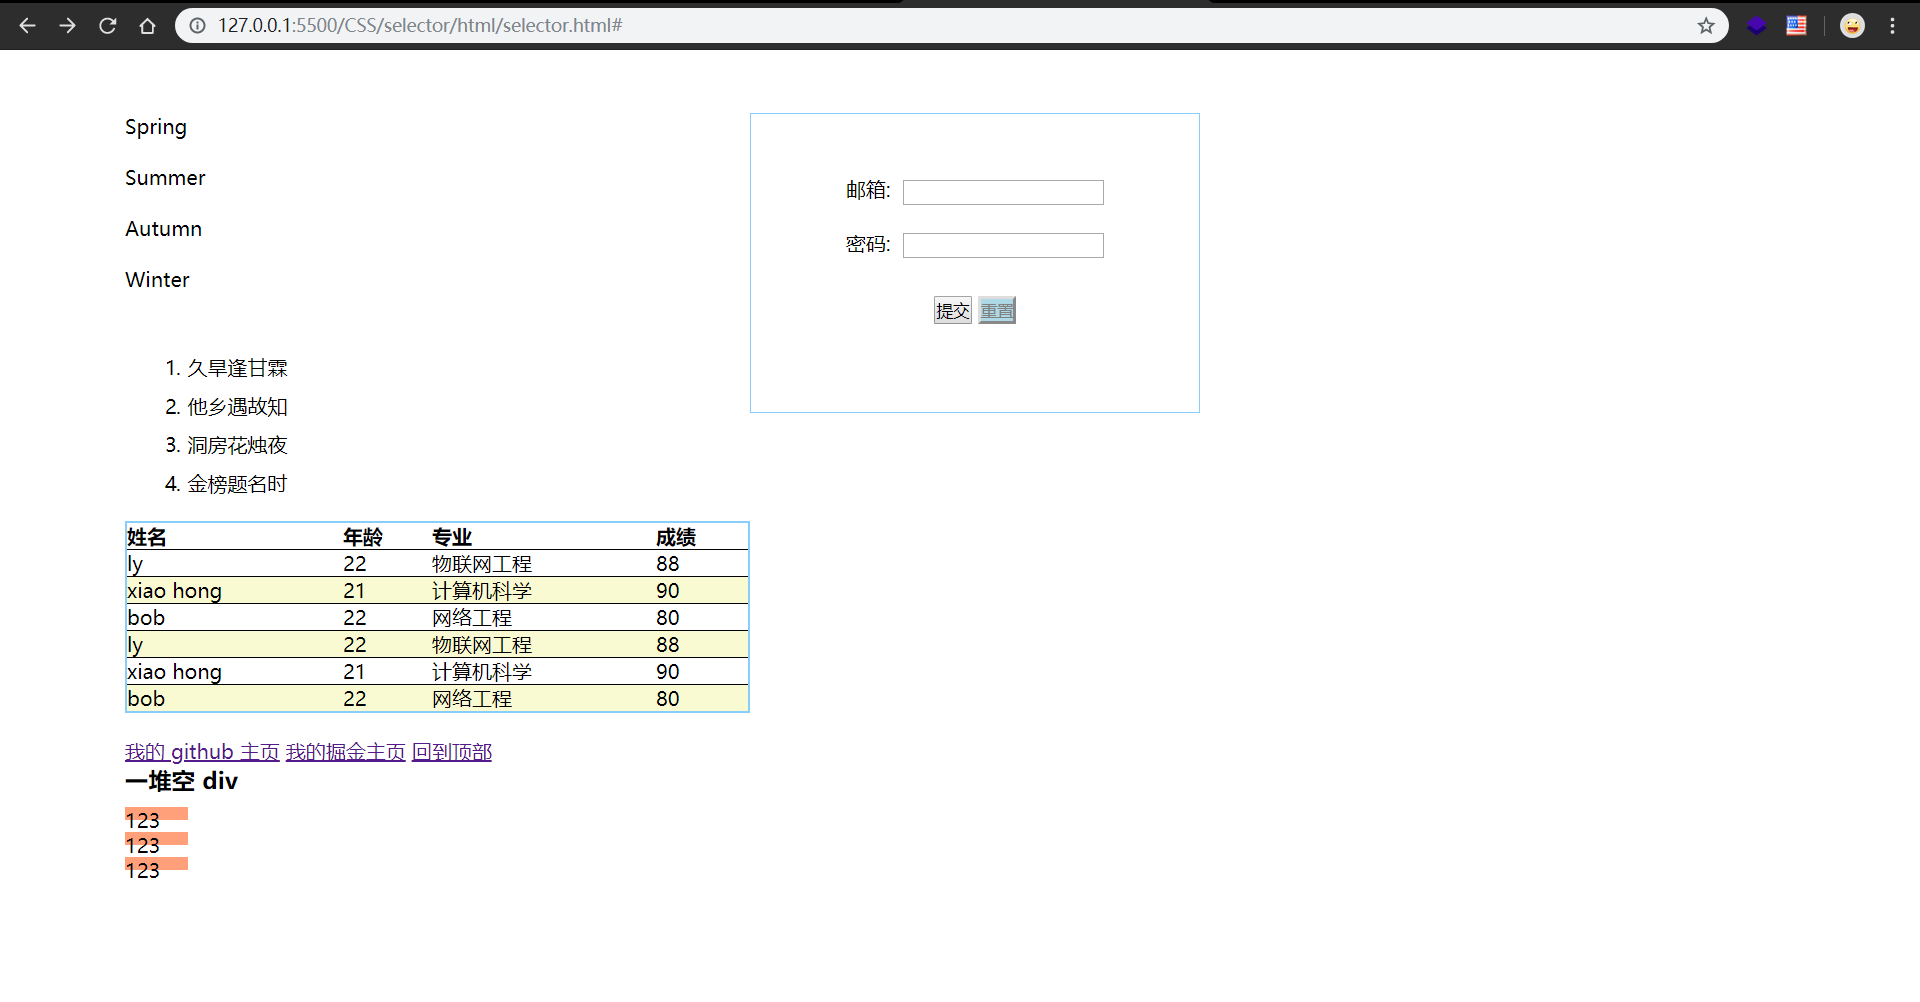 127.0.0.1:5500/CSS/selector/html/selector.html#
Spring
Summer
Autumn
Winter
邮箱:
密码:
提交 重置
1. 久旱逢甘霖
2. 他乡遇故知
3. 洞房花烛夜
4. 金榜题名时
姓名 年龄 专业 成绩
ly 22 物联网工程 88
xiao hong 21 计算机科学 90
bob 22 网络工程 80
ly 22 物联网工程 88
xiao hong 21 计算机科学 90
bob 22 网络工程 80
我的 github 主页 我的掘金主页 回到顶部
一堆空 div
123
123
123